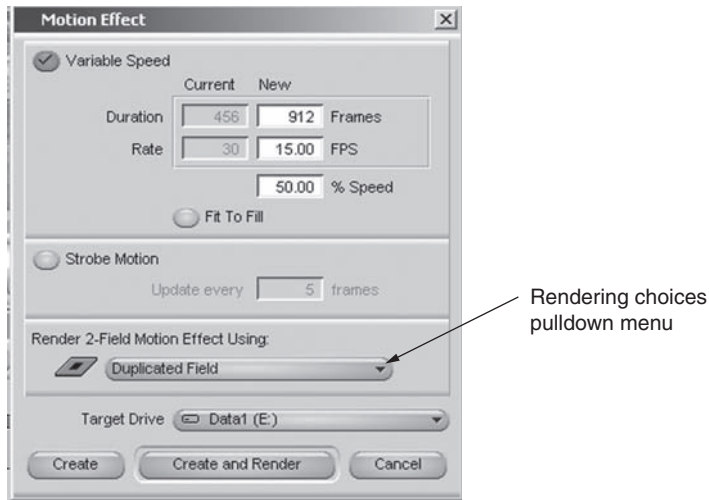 Motion Effect
Variable Speed
Current New
Duration 456 912 Frames
Rate 30 15.00 FPS
50.00 % Speed
Fit To Fill
Strobe Motion
Update every 5 frames
Rendering choices
pulldown menu
Render 2-Field Motion Effect Using:
Duplicated Field
Target Drive Data1 (E:)
Create Create and Render Cancel